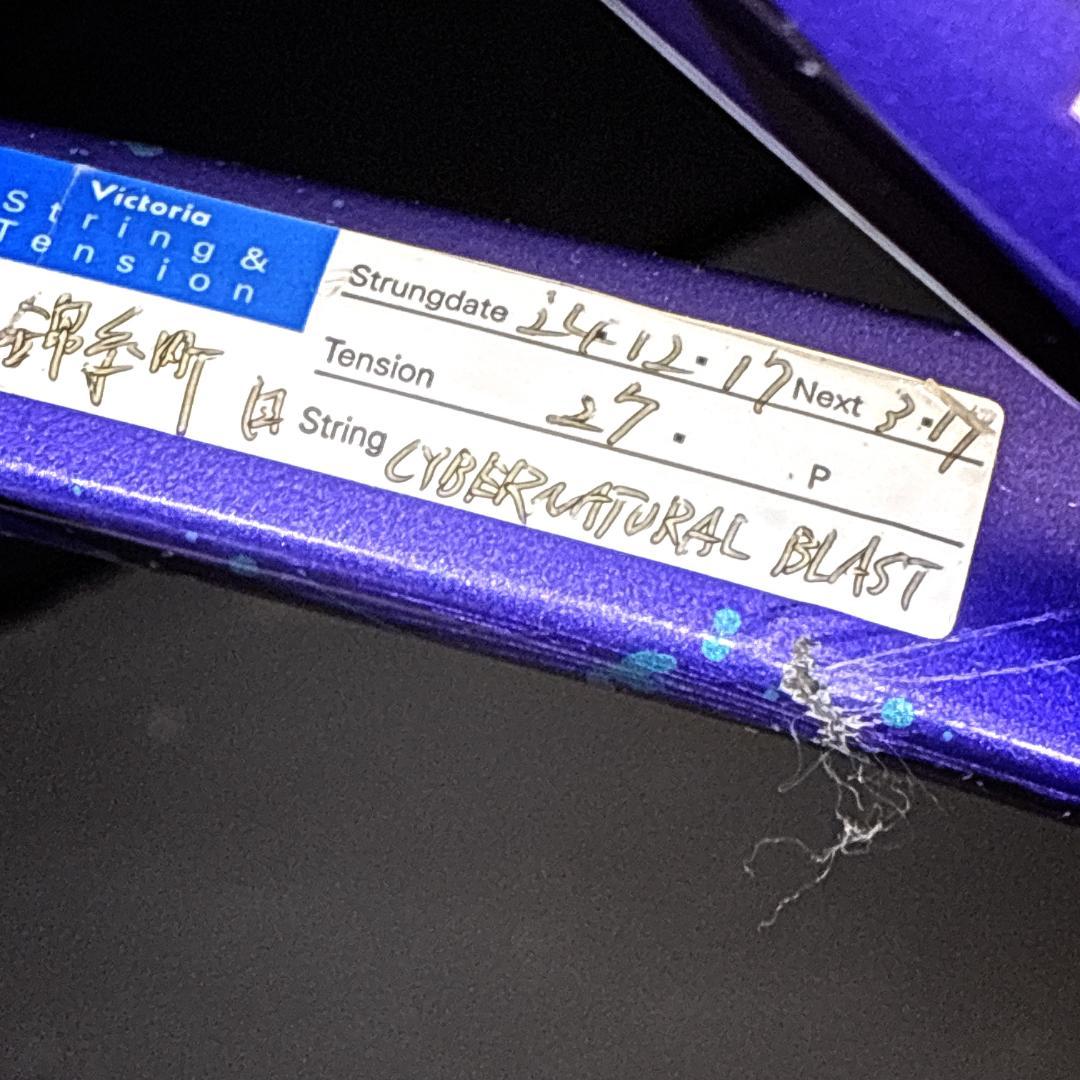 Victoria
String &
Tension
錦糸町
Strungdate 24.12.17 Next 3.17
Tension 27. P
String CYBERNATURAL BLAST